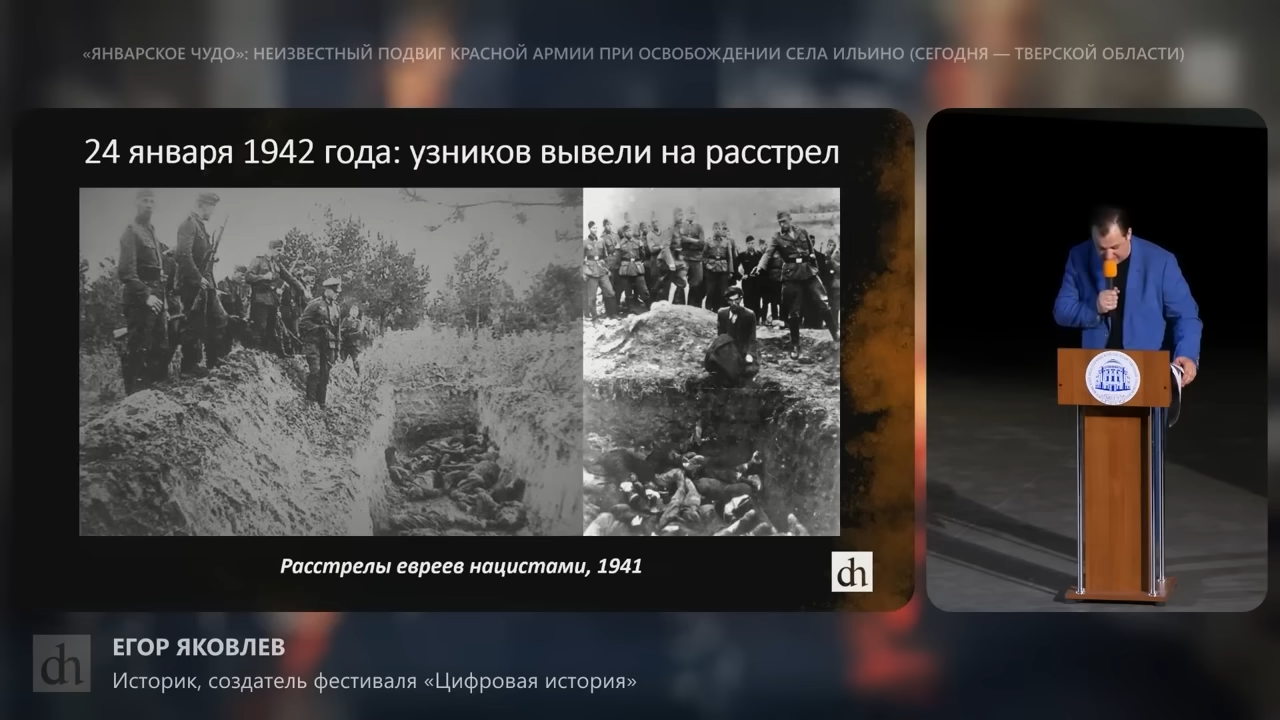 «ЯНВАРСКОЕ ЧУДО»: НЕИЗВЕСТНЫЙ ПОДВИГ КРАСНОЙ АРМИИ ПРИ ОСВОБОЖДЕНИИ СЕЛА ИЛЬИНО (СЕГОДНЯ — ТВЕРСКОЙ ОБЛАСТИ)
24 января 1942 года: узников вывели на расстрел
Расстрелы евреев нацистами, 1941
dh
dh
ЕГОР ЯКОВЛЕВ
Историк, создатель фестиваля «Цифровая история»